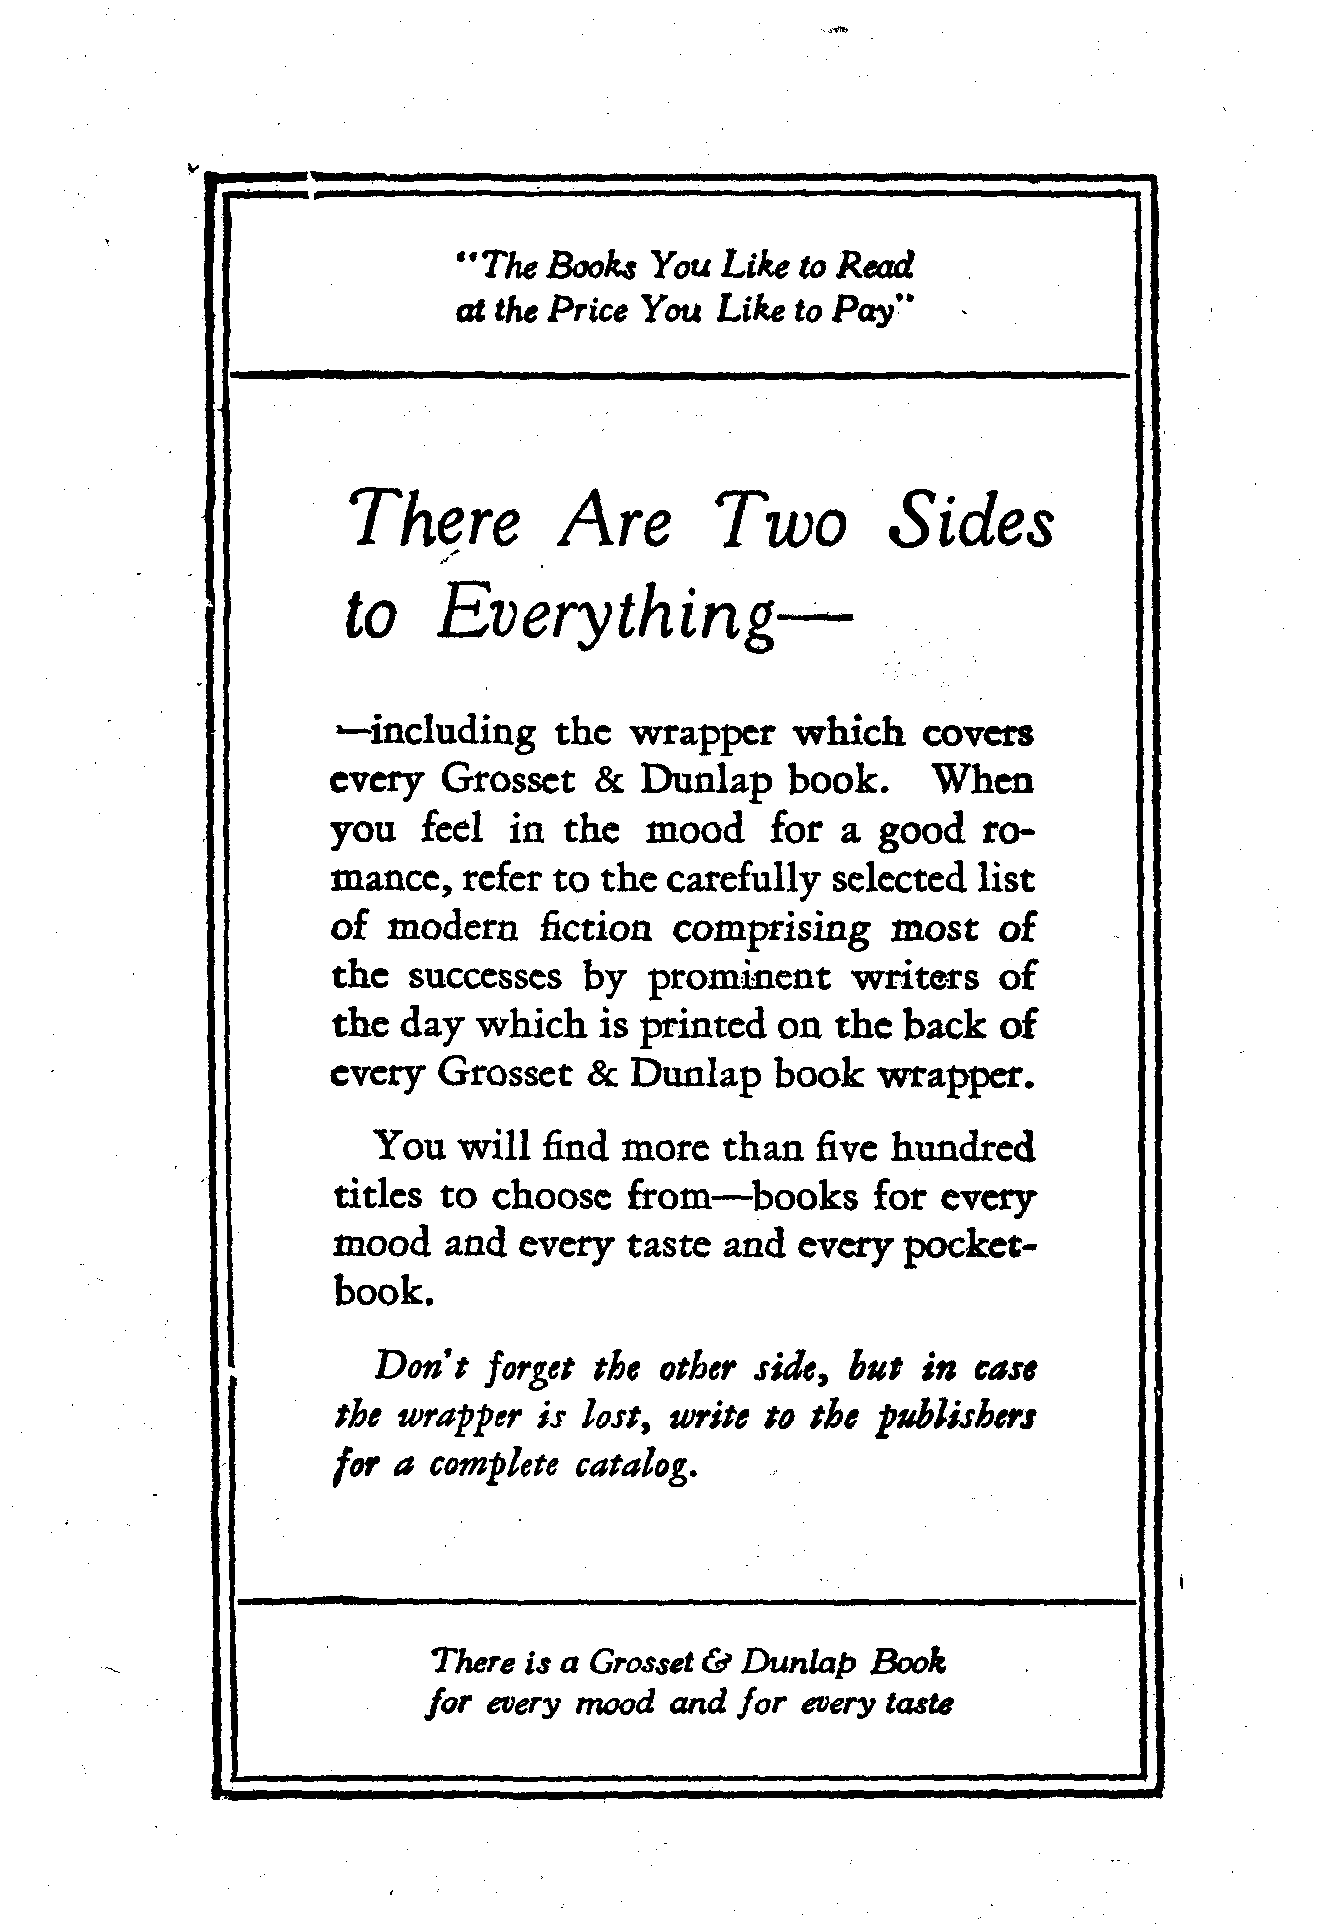 "The Books You Like to Read
at the Price You Like to Pay"
There Are Two Sides
to Everything—
—including the wrapper which covers
every Grosset & Dunlap book. When
you feel in the mood for a good ro-
mance, refer to the carefully selected list
of modern fiction comprising most of
the successes by prominent writers of
the day which is printed on the back of
every Grosset & Dunlap book wrapper.
You will find more than five hundred
titles to choose from—books for every
mood and every taste and every pocket-
book.
Don't forget the other side, but in case
the wrapper is lost, write to the publishers
for a complete catalog.
There is a Grosset & Dunlap Book
for every mood and for every taste